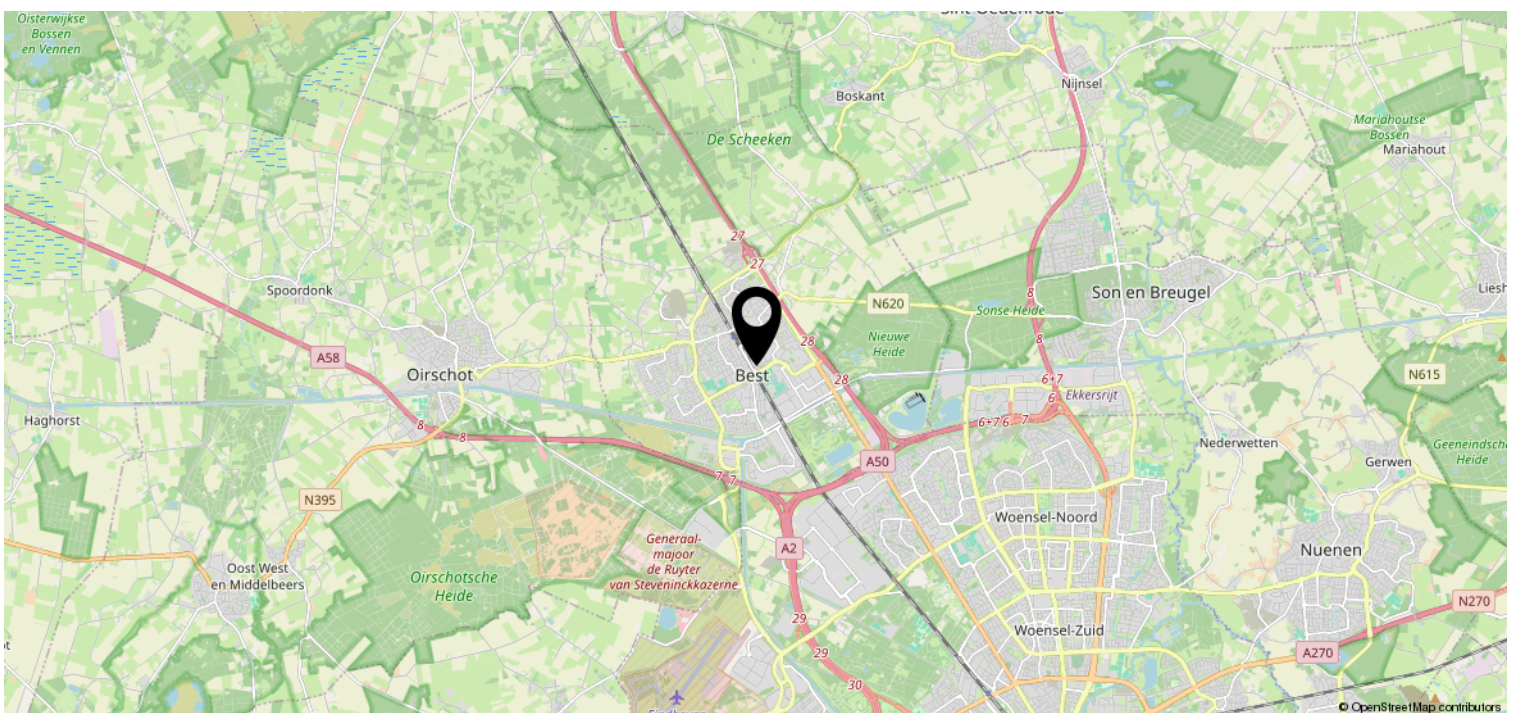 Oisterwijkse
Bossen
en Vennen
Sint-Oedenrode
Nijnsel
Boskant
De Scheeken
Mariahoutse
Bossen
Mariahout
27
27
Spoordonk
8
Son en Breugel
Liesh
N620
Sonse Heide
Nieuwe
Heide
28
8
A58
Oirschot
Best
28
6+7
6
Ekkersrijt
N615
Haghorst
8
8
6+7
6
7
Nederwetten
Geeneindsch
Heide
Gerwen
A50
7
7
N395
Woensel-Noord
Generaal-
majoor
de Ruyter
van Steveninckkazerne
A2
Nuenen
Oost West
en Middelbeers
Oirschotsche
Heide
N270
29
Woensel-Zuid
29
A270
30
© OpenStreetMap contributors